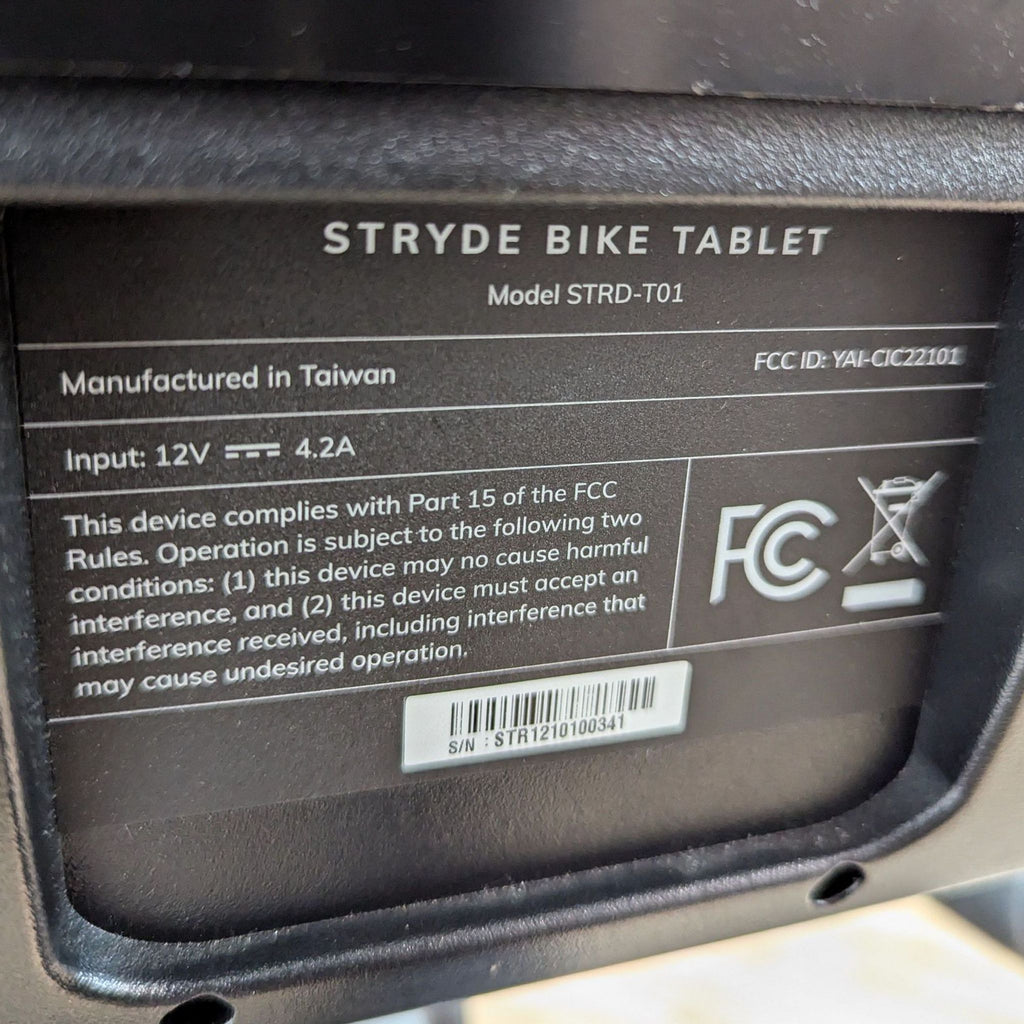 STRYDE BIKE TABLET
Model STRD-T01
Manufactured in Taiwan
FCC ID: YAI-CIC22101
Input: 12V ⎓ 4.2A
This device complies with Part 15 of the FCC
Rules. Operation is subject to the following two
conditions: (1) this device may no cause harmful
interference, and (2) this device must accept an
interference received, including interference that
may cause undesired operation.
FCC
S/N : STR1210100341